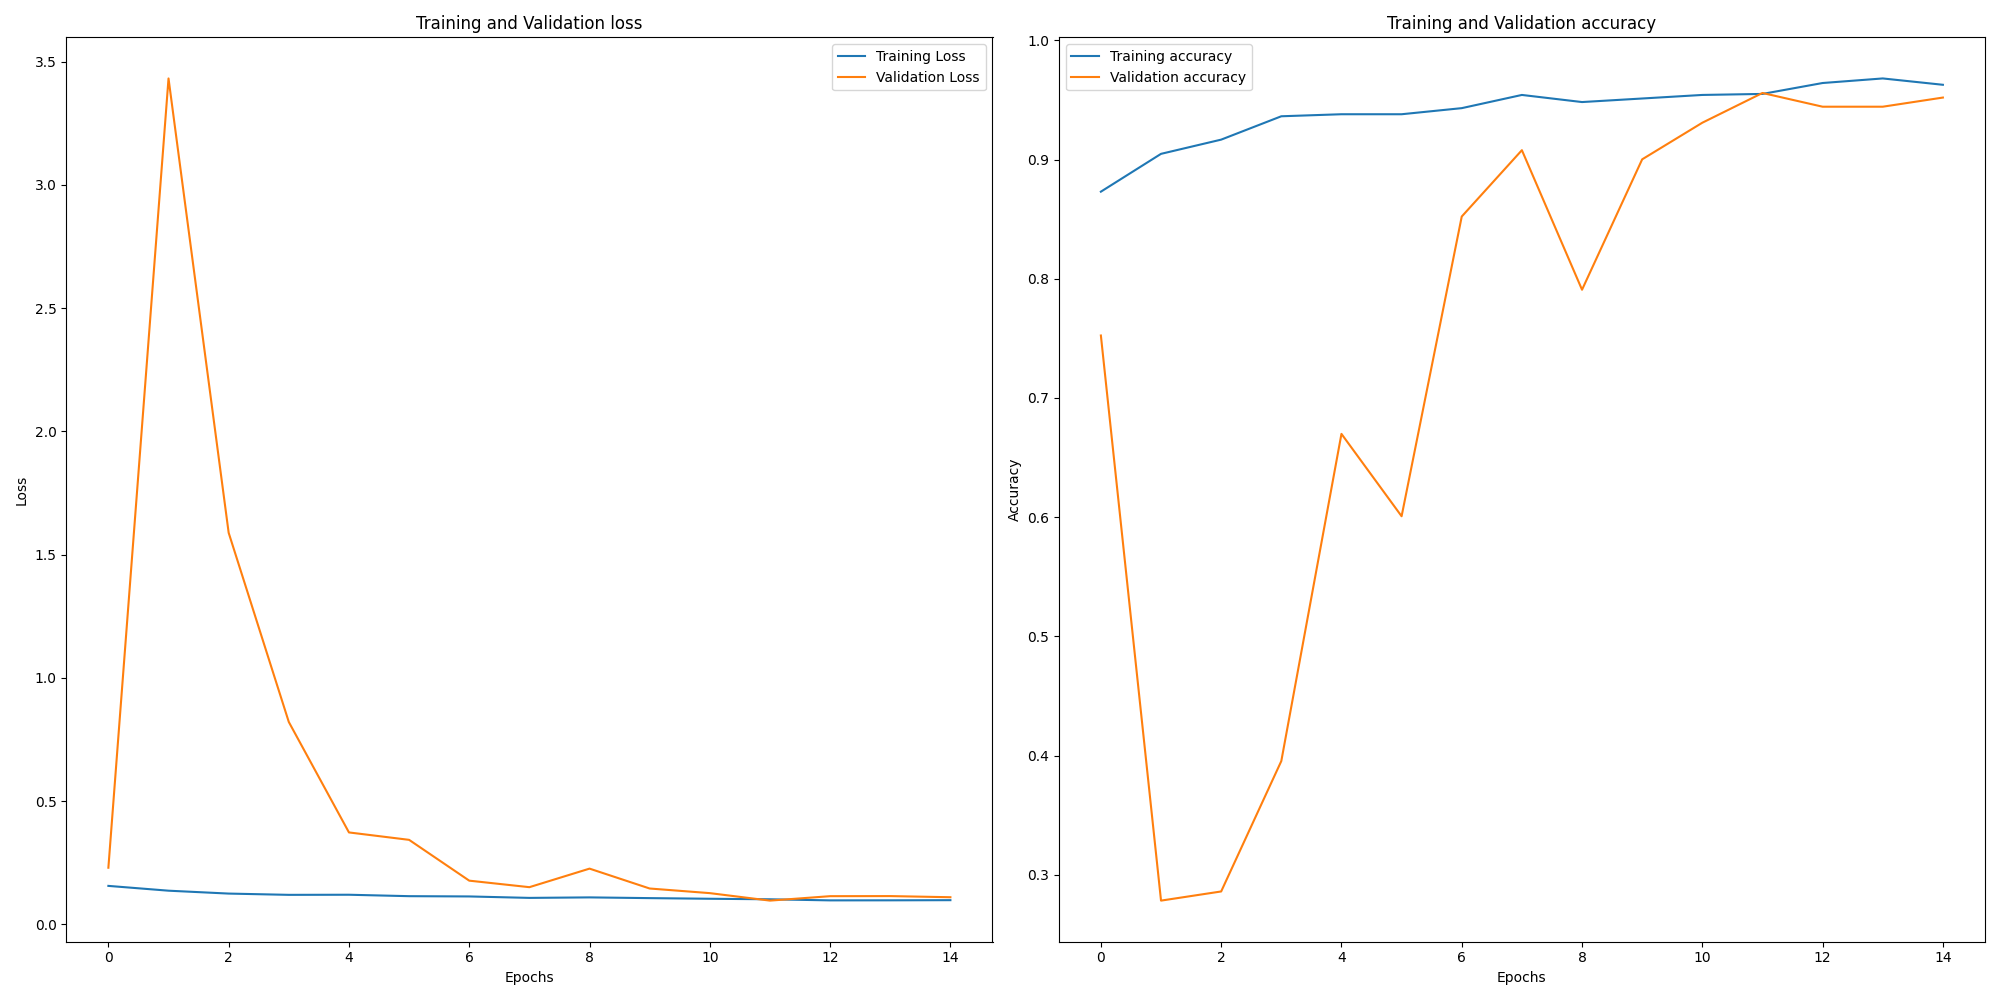 Training and Validation loss
Training Loss
Validation Loss
3.5
3.0
2.5
2.0
1.5
1.0
0.5
0.0
Loss
0 2 4 6 8 10 12 14
Epochs
Training and Validation accuracy
Training accuracy
Validation accuracy
1.0
0.9
0.8
0.7
0.6
0.5
0.4
0.3
Accuracy
0 2 4 6 8 10 12 14
Epochs